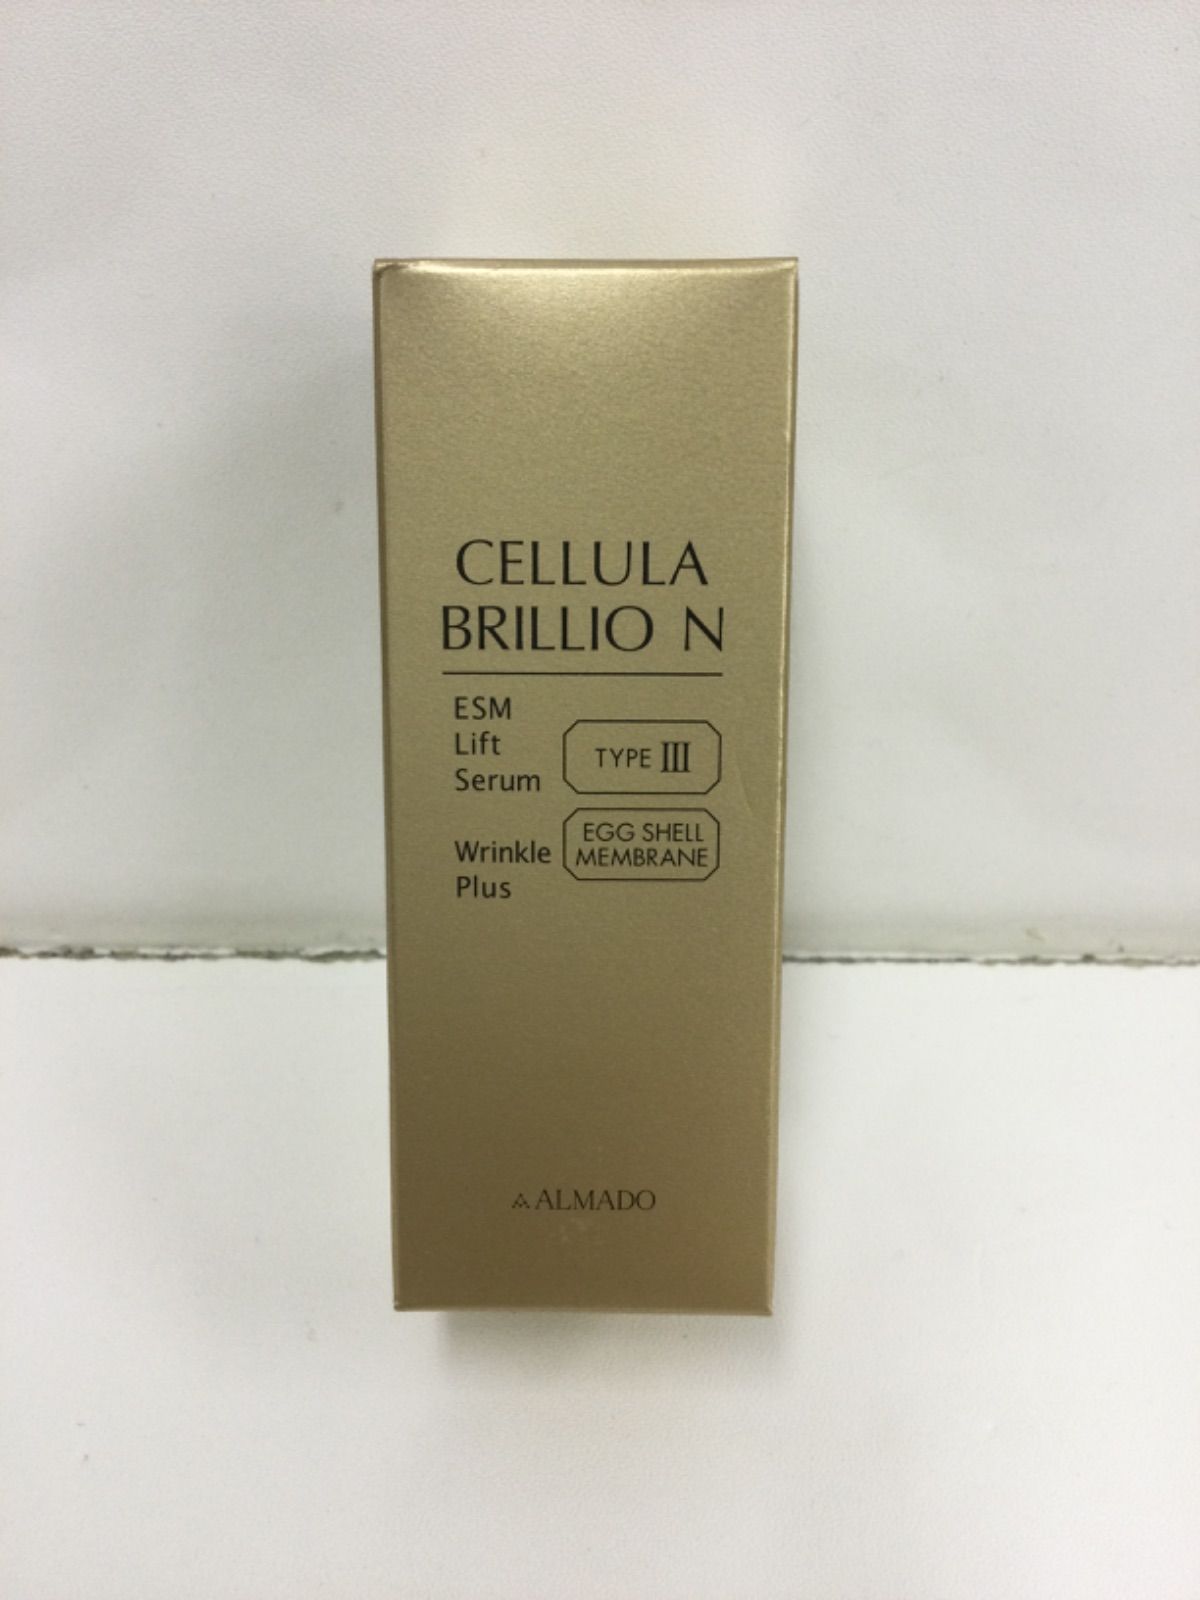 CELLULA
BRILLIO N
ESM
Lift
Serum
TYPE III
Wrinkle
Plus
EGG SHELL
MEMBRANE
ALMADO